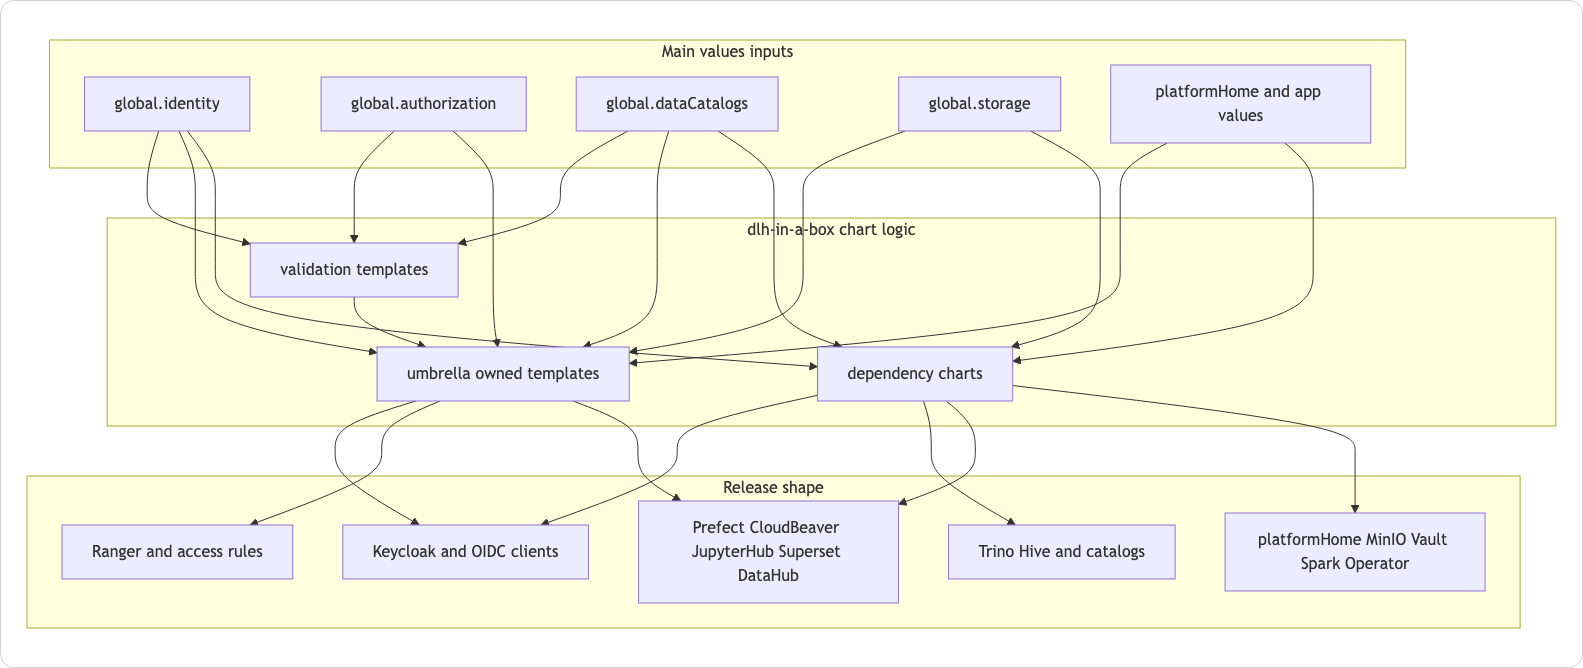 Main values inputs
global.identity
global.authorization
global.dataCatalogs
global.storage
platformHome and app
values
dlh-in-a-box chart logic
validation templates
umbrella owned templates
dependency charts
Release shape
Ranger and access rules
Keycloak and OIDC clients
Prefect CloudBeaver
JupyterHub Superset
DataHub
Trino Hive and catalogs
platformHome MinIO Vault
Spark Operator